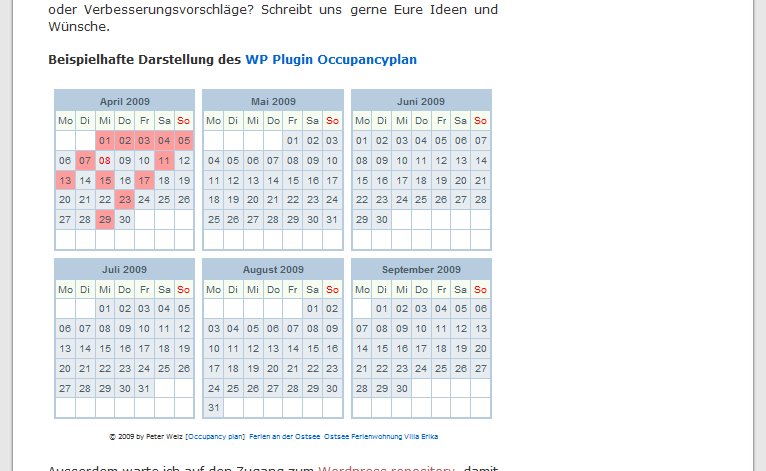 oder Verbesserungsvorschläge? Schreibt uns gerne Eure Ideen und
Wünsche.
Beispielhafte Darstellung des WP Plugin Occupancyplan
April 2009
Mo Di Mi Do Fr Sa So
01 02 03 04 05
06 07 08 09 10 11 12
13 14 15 16 17 18 19
20 21 22 23 24 25 26
27 28 29 30
Mai 2009
Mo Di Mi Do Fr Sa So
01 02 03
04 05 06 07 08 09 10
11 12 13 14 15 16 17
18 19 20 21 22 23 24
25 26 27 28 29 30 31
Juni 2009
Mo Di Mi Do Fr Sa So
01 02 03 04 05 06 07
08 09 10 11 12 13 14
15 16 17 18 19 20 21
22 23 24 25 26 27 28
29 30
Juli 2009
Mo Di Mi Do Fr Sa So
01 02 03 04 05
06 07 08 09 10 11 12
13 14 15 16 17 18 19
20 21 22 23 24 25 26
27 28 29 30 31
August 2009
Mo Di Mi Do Fr Sa So
01 02
03 04 05 06 07 08 09
10 11 12 13 14 15 16
17 18 19 20 21 22 23
24 25 26 27 28 29 30
31
September 2009
Mo Di Mi Do Fr Sa So
01 02 03 04 05 06
07 08 09 10 11 12 13
14 15 16 17 18 19 20
21 22 23 24 25 26 27
28 29 30
© 2009 by Peter Welz [Occupancy plan] Ferien an der Ostsee Ostsee Ferienwohnung Villa Erika
Ausserdem warte ich auf den Zugang zum Wordpress repository, damit